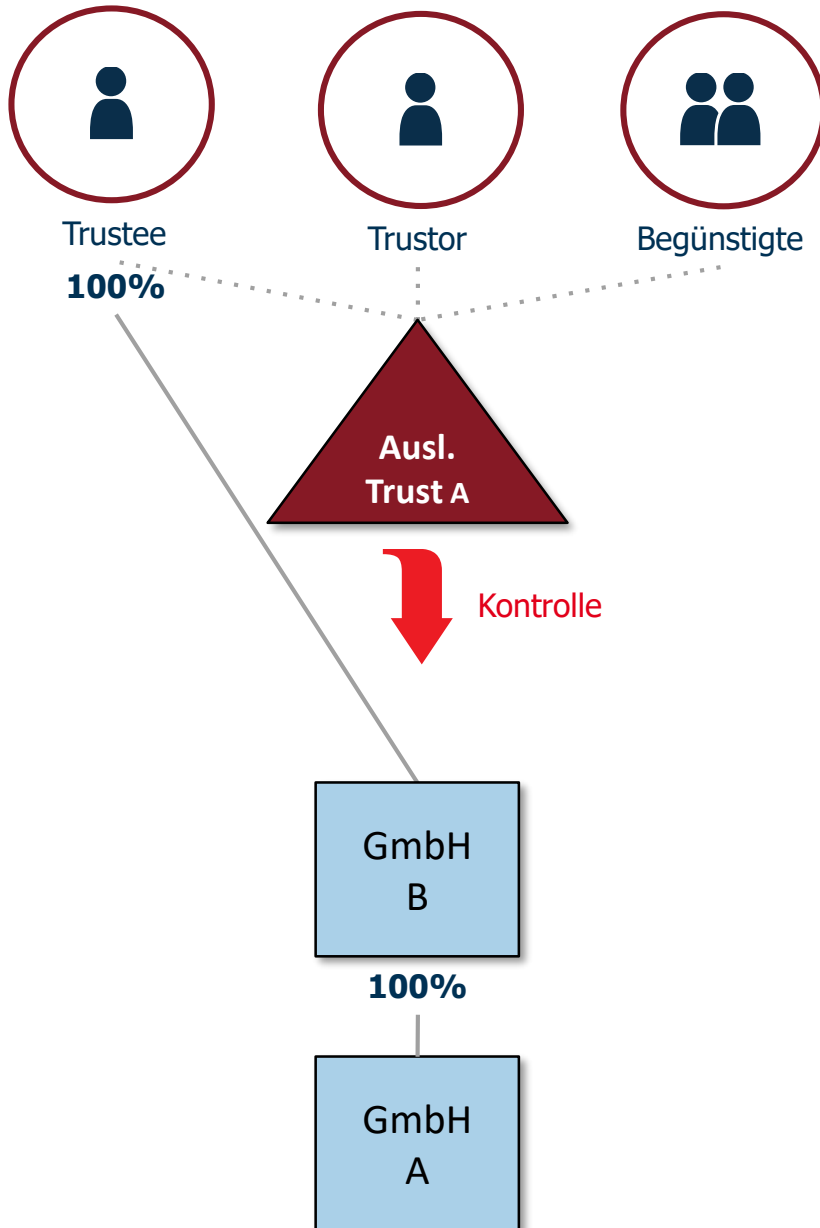 Trustee
Trustor
Begünstigte
100%
Ausl.
Trust A
Kontrolle
GmbH
B
100%
GmbH
A